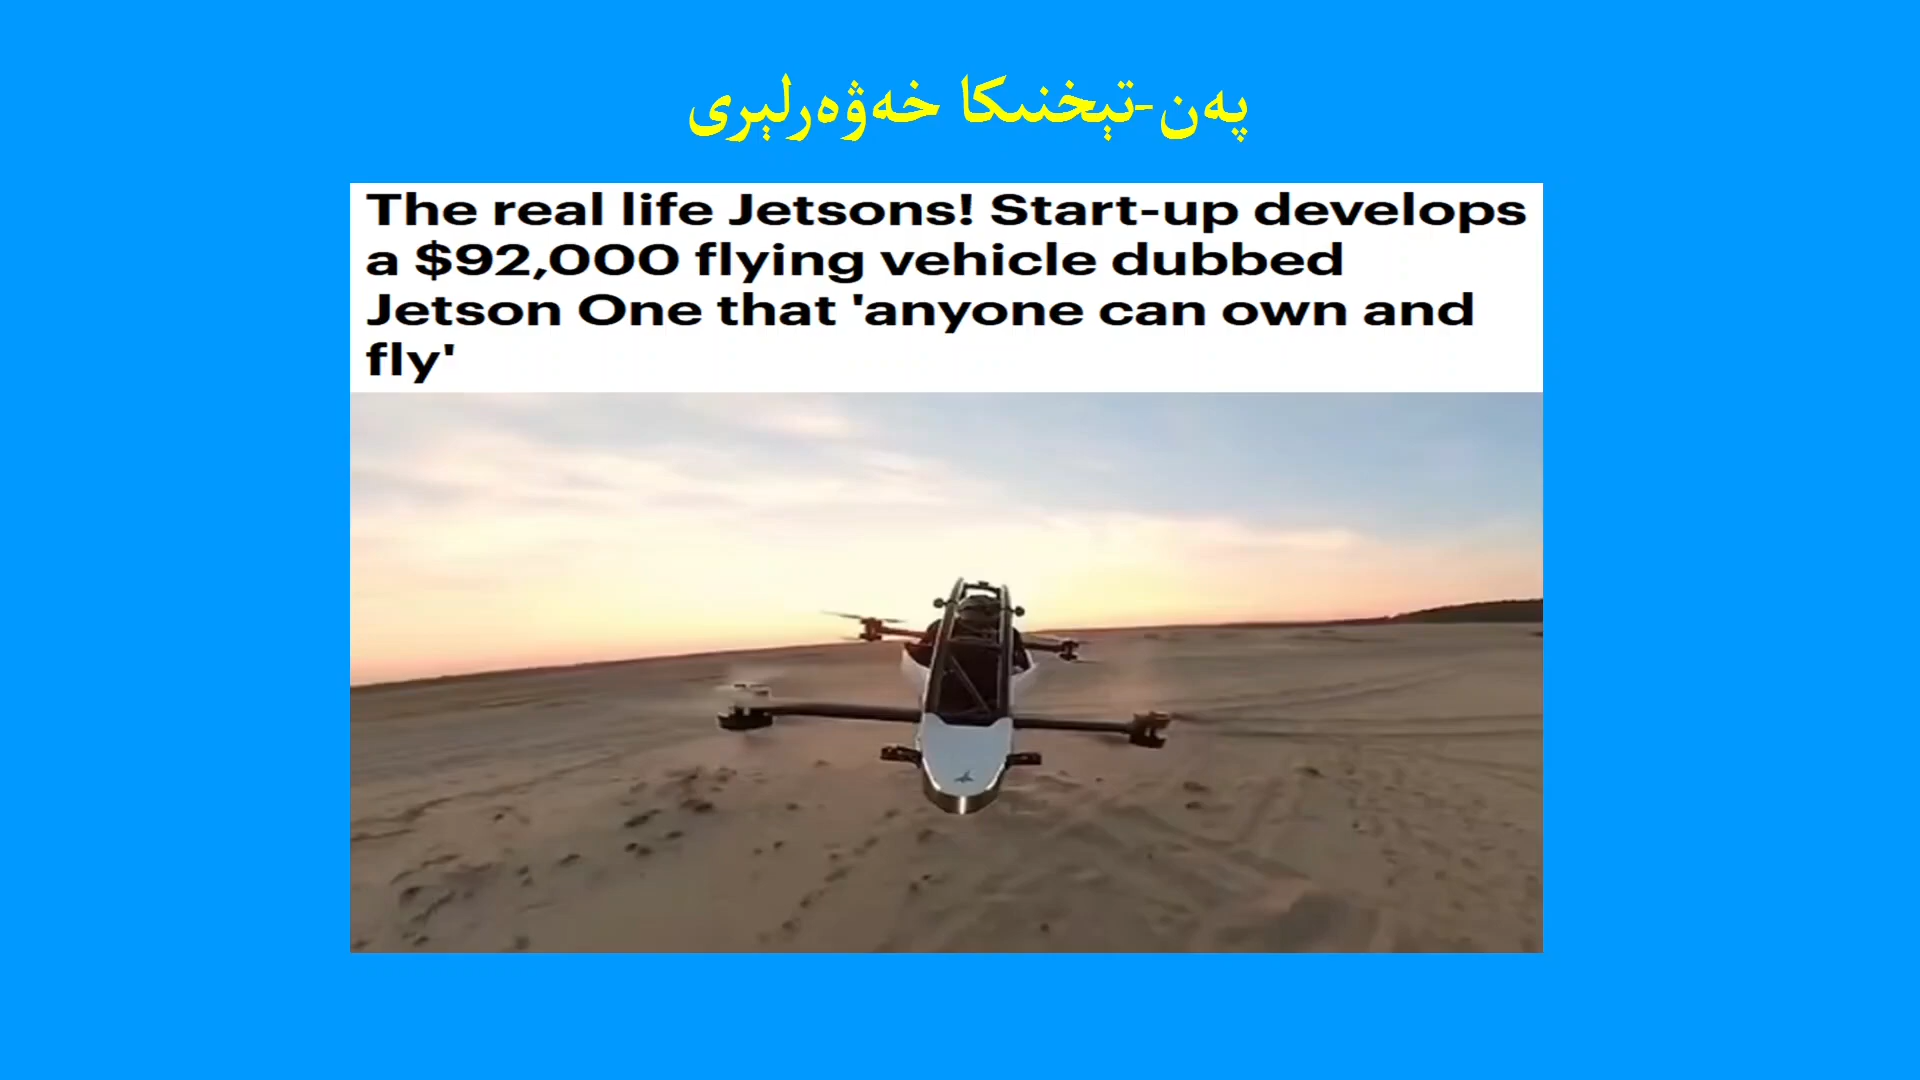 پەن-تېخنىكا خەۋەرلېرى
The real life Jetsons! Start-up develops
a $92,000 flying vehicle dubbed
Jetson One that 'anyone can own and
fly'